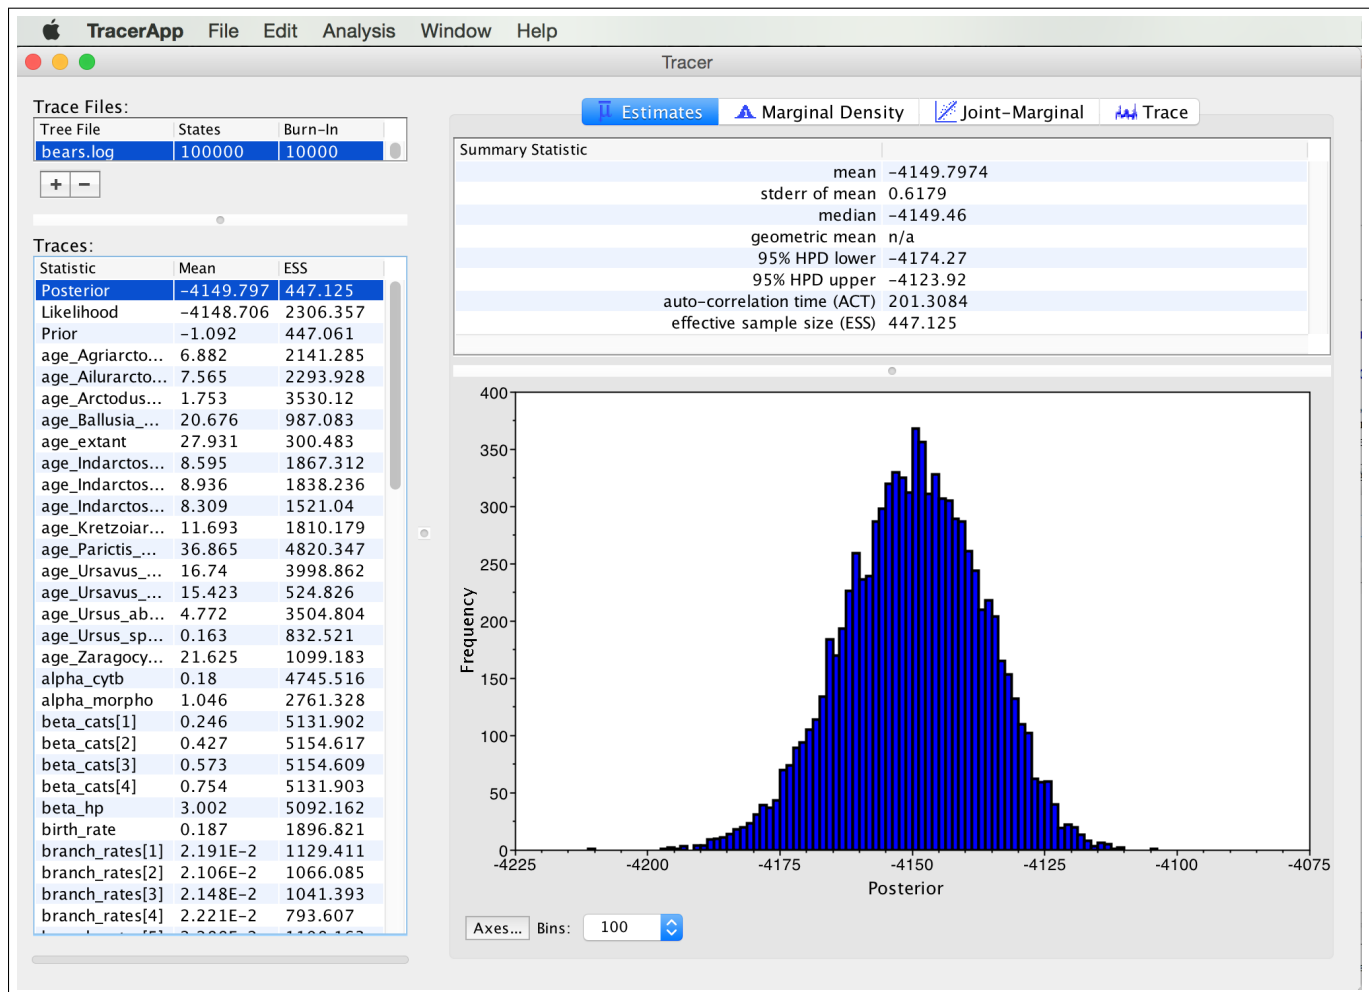 TracerApp File Edit Analysis Window Help
Tracer
Trace Files:
Tree File States Burn-In
bears.log 100000 10000
+ −
Traces:
Statistic Mean ESS
Posterior -4149.797 447.125
Likelihood -4148.706 2306.357
Prior -1.092 447.061
age_Agriarcto... 6.882 2141.285
age_Ailurarcto... 7.565 2293.928
age_Arctodus... 1.753 3530.12
age_Ballusia_... 20.676 987.083
age_extant 27.931 300.483
age_Indarctos... 8.595 1867.312
age_Indarctos... 8.936 1838.236
age_Indarctos... 8.309 1521.04
age_Kretzoiar... 11.693 1810.179
age_Parictis_... 36.865 4820.347
age_Ursavus_... 16.74 3998.862
age_Ursavus_... 15.423 524.826
age_Ursus_ab... 4.772 3504.804
age_Ursus_sp... 0.163 832.521
age_Zaragocy... 21.625 1099.183
alpha_cytb 0.18 4745.516
alpha_morpho 1.046 2761.328
beta_cats[1] 0.246 5131.902
beta_cats[2] 0.427 5154.617
beta_cats[3] 0.573 5154.609
beta_cats[4] 0.754 5131.903
beta_hp 3.002 5092.162
birth_rate 0.187 1896.821
branch_rates[1] 2.191E-2 1129.411
branch_rates[2] 2.106E-2 1066.085
branch_rates[3] 2.148E-2 1041.393
branch_rates[4] 2.221E-2 793.607
Estimates Marginal Density Joint-Marginal Trace
Summary Statistic
mean -4149.7974
stderr of mean 0.6179
median -4149.46
geometric mean n/a
95% HPD lower -4174.27
95% HPD upper -4123.92
auto-correlation time (ACT) 201.3084
effective sample size (ESS) 447.125
400
350
300
250
200
150
100
50
0
Frequency
-4225 -4200 -4175 -4150 -4125 -4100 -4075
Posterior
Axes... Bins: 100